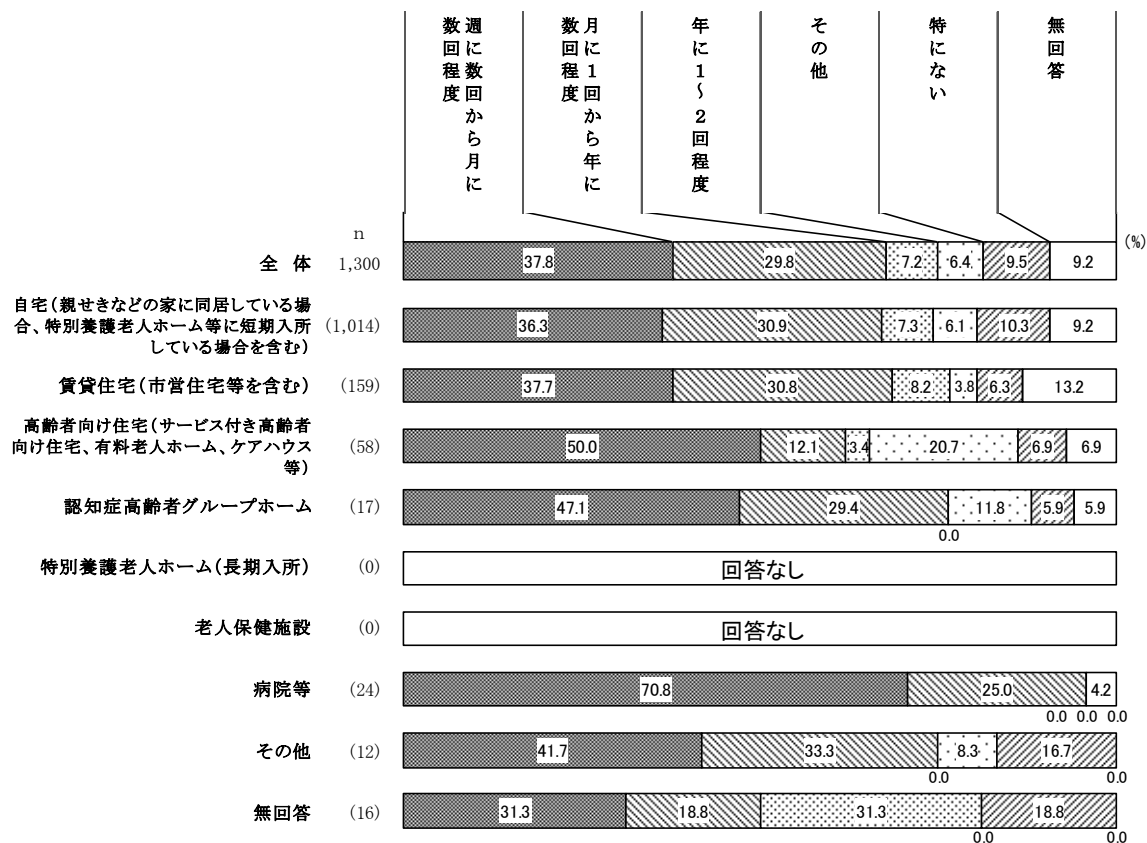 週に数回から月に
数回程度
月に1回から年に
数回程度
年に1～2回程度
その他
特にない
無回答
n
(%)
全 体 1,300 37.8 29.8 7.2 6.4 9.5 9.2
自宅(親せきなどの家に同居している場
合、特別養護老人ホーム等に短期入所
している場合を含む)
(1,014) 36.3 30.9 7.3 6.1 10.3 9.2
賃貸住宅(市営住宅等を含む) (159) 37.7 30.8 8.2 3.8 6.3 13.2
高齢者向け住宅(サービス付き高齢者
向け住宅、有料老人ホーム、ケアハウス
等)
(58) 50.0 12.1 3.4 20.7 6.9 6.9
認知症高齢者グループホーム (17) 47.1 29.4 11.8 5.9 5.9
0.0
特別養護老人ホーム(長期入所) (0) 回答なし
老人保健施設 (0) 回答なし
病院等 (24) 70.8 25.0 4.2
0.0 0.0 0.0
その他 (12) 41.7 33.3 8.3 16.7
0.0 0.0
無回答 (16) 31.3 18.8 31.3 18.8
0.0 0.0